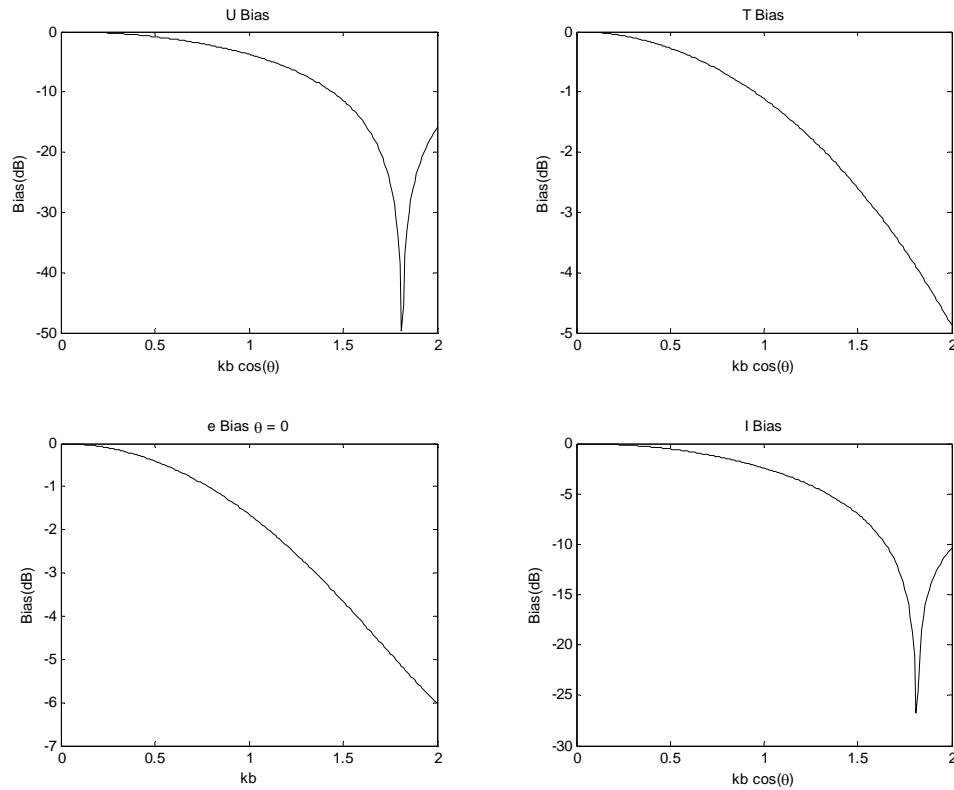 U Bias
0
-10
-20
-30
-40
-50
Bias(dB)
0 0.5 1 1.5 2
kb cos(θ)
T Bias
0
-1
-2
-3
-4
-5
Bias(dB)
0 0.5 1 1.5 2
kb cos(θ)
e Bias θ = 0
0
-1
-2
-3
-4
-5
-6
-7
Bias(dB)
0 0.5 1 1.5 2
kb
I Bias
0
-5
-10
-15
-20
-25
-30
Bias(dB)
0 0.5 1 1.5 2
kb cos(θ)